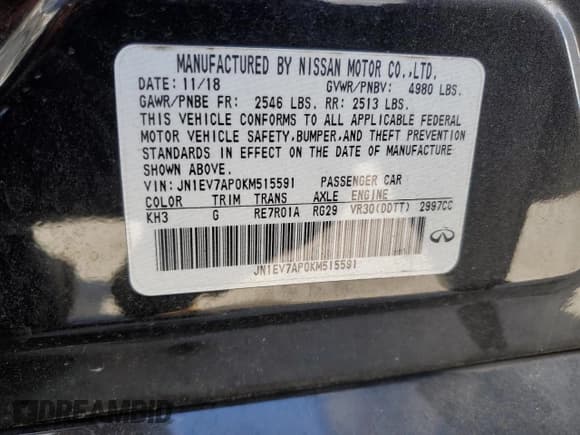 MANUFACTURED BY NISSAN MOTOR CO.,LTD.
DATE: 11/18 GVWR/PNBV: 4980 LBS.
GAWR/PNBE FR: 2546 LBS. RR: 2513 LBS.
THIS VEHICLE CONFORMS TO ALL APPLICABLE FEDERAL
MOTOR VEHICLE SAFETY,BUMPER,AND THEFT PREVENTION
STANDARDS IN EFFECT ON THE DATE OF MANUFACTURE
SHOWN ABOVE.
VIN: JN1EV7AP0KM515591 PASSENGER CAR
COLOR TRIM TRANS AXLE ENGINE
KH3 G RE7R01A RG29 VR30(DDTT) 2997CC
JN1EV7AP0KM515591
DREAMBID